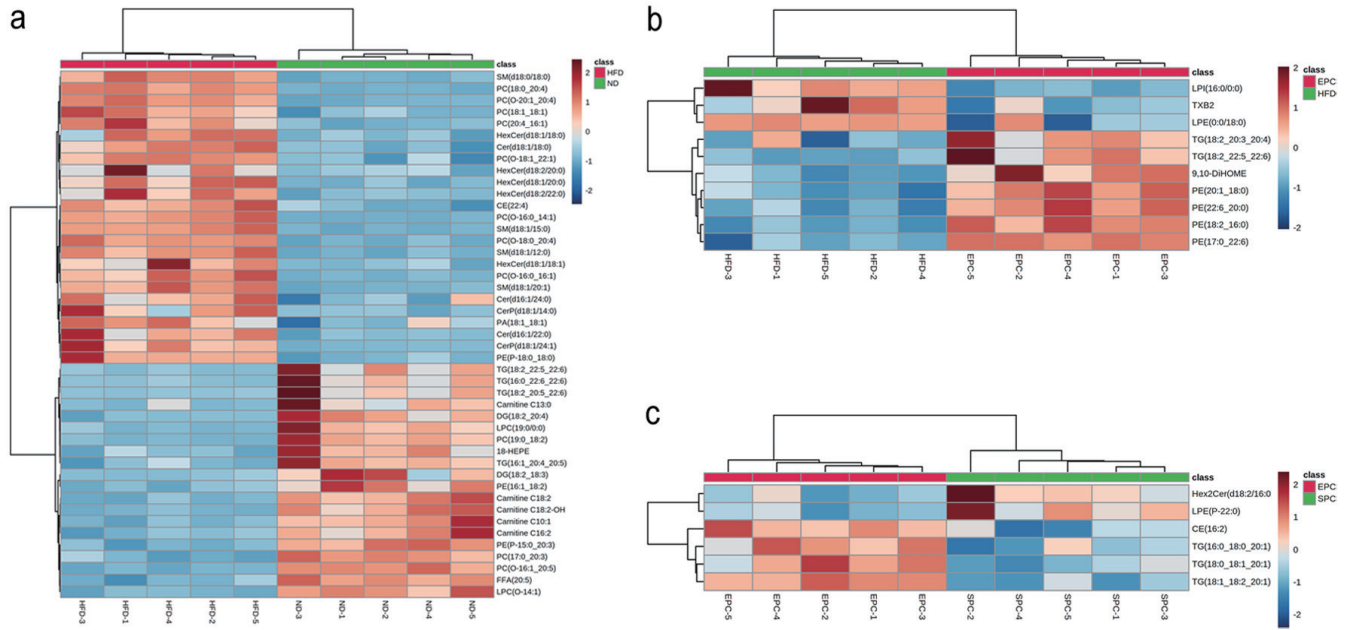 a
class
class
HFD
ND
2
1
0
-1
-2
SM(d18:0/18:0)
PC(18:0_20:4)
PC(O-20:1_20:4)
PC(18:1_18:1)
PC(20:4_16:1)
HexCer(d18:1/18:0)
Cer(d18:1/18:0)
PC(O-18:1_22:1)
HexCer(d18:2/20:0)
HexCer(d18:1/20:0)
HexCer(d18:2/22:0)
CE(22:4)
PC(O-16:0_14:1)
SM(d18:1/15:0)
PC(O-18:0_20:4)
SM(d18:1/12:0)
HexCer(d18:1/18:1)
PC(O-16:0_16:1)
SM(d18:1/20:1)
Cer(d16:1/24:0)
CerP(d18:1/14:0)
PA(18:1_18:1)
Cer(d16:1/22:0)
CerP(d18:1/24:1)
PE(P-18:0_18:0)
TG(18:2_22:5_22:6)
TG(16:0_22:6_22:6)
TG(18:2_20:5_22:6)
Carnitine C13:0
DG(18:2_20:4)
LPC(19:0/0:0)
PC(19:0_18:2)
18-HEPE
TG(16:1_20:4_20:5)
DG(18:2_18:3)
PE(16:1_18:2)
Carnitine C18:2
Carnitine C18:2-OH
Carnitine C10:1
Carnitine C16:2
PE(P-15:0_20:3)
PC(17:0_20:3)
PC(O-16:1_20:5)
FFA(20:5)
LPC(O-14:1)
HFD-3
HFD-1
HFD-4
HFD-2
HFD-5
ND-3
ND-1
ND-2
ND-4
ND-5
b
class
class
EPC
HFD
2
1
0
-1
-2
LPI(16:0/0:0)
TXB2
LPE(0:0/18:0)
TG(18:2_20:3_20:4)
TG(18:2_22:5_22:6)
9,10-DiHOME
PE(20:1_18:0)
PE(22:6_20:0)
PE(18:2_16:0)
PE(17:0_22:6)
HFD-3
HFD-1
HFD-5
HFD-2
HFD-4
EPC-5
EPC-2
EPC-4
EPC-1
EPC-3
c
class
class
EPC
SPC
2
1
0
-1
-2
Hex2Cer(d18:2/16:0
LPE(P-22:0)
CE(16:2)
TG(16:0_18:0_20:1)
TG(18:0_18:1_20:1)
TG(18:1_18:2_20:1)
EPC-5
EPC-4
EPC-2
EPC-1
EPC-3
SPC-2
SPC-4
SPC-5
SPC-1
SPC-3